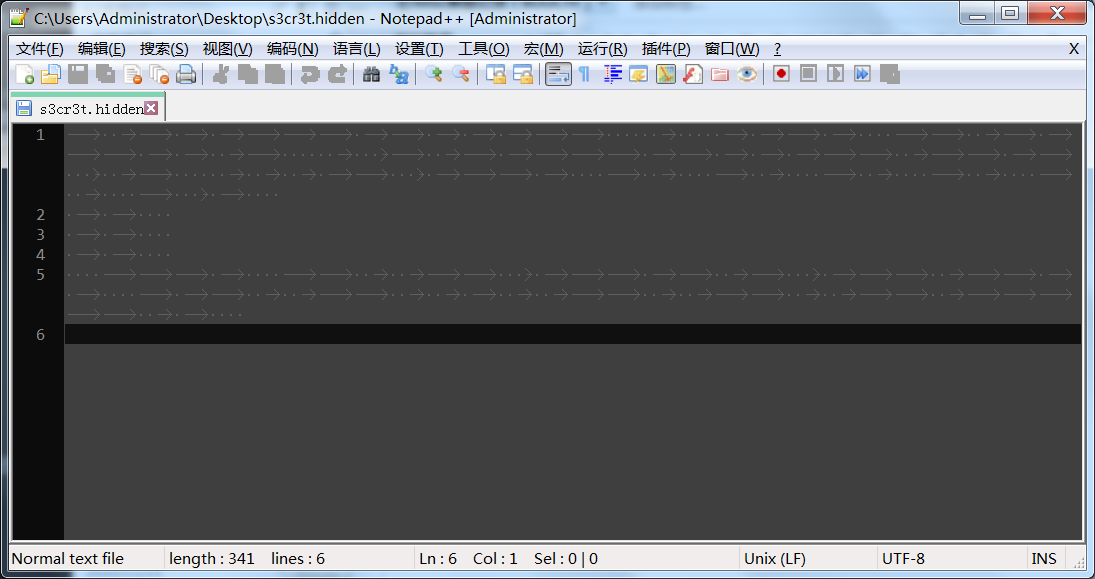 C:\Users\Administrator\Desktop\s3cr3t.hidden - Notepad++ [Administrator]
文件(F) 编辑(E) 搜索(S) 视图(V) 编码(N) 语言(L) 设置(T) 工具(O) 宏(M) 运行(R) 插件(P) 窗口(W) ? X
s3cr3t.hidden
1
2
3
4
5
6
Normal text file length : 341 lines : 6 Ln : 6 Col : 1 Sel : 0 | 0 Unix (LF) UTF-8 INS